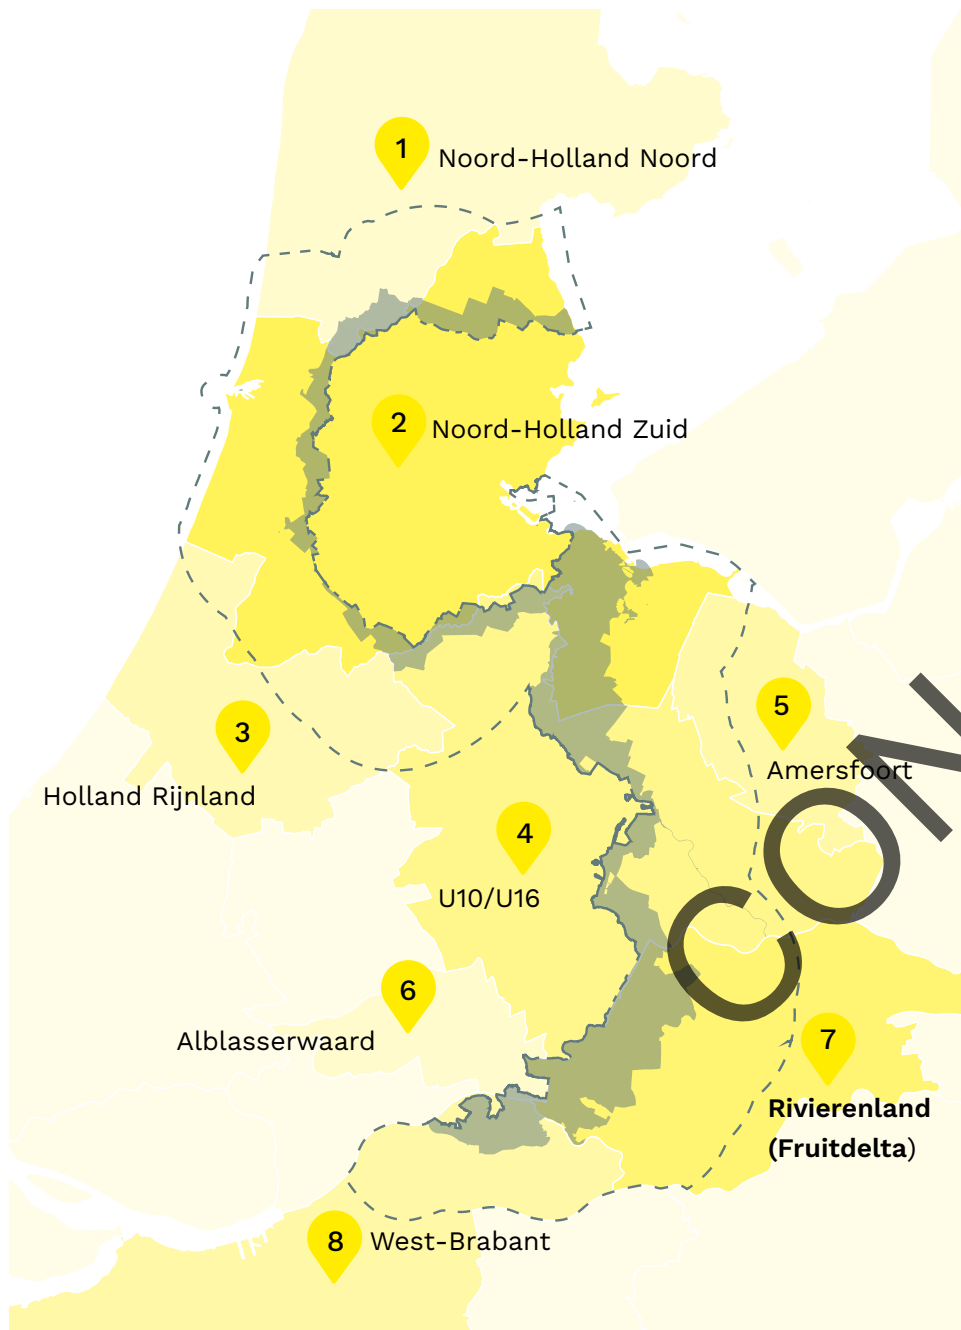 1
Noord-Holland Noord
2
Noord-Holland Zuid
3
Holland Rijnland
4
U10/U16
5
Amersfoort
6
Alblasserwaard
7
Rivierenland
(Fruitdelta)
8
West-Brabant
CON